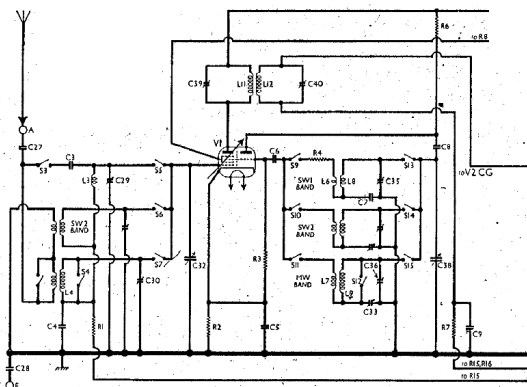 R6
to R8
C39
L11
L12
C40
A
C27
V1
S3
C3
S5
C6
S9
R4
S13
C8
L3
C29
L6
L8
C35
to V2 CG
SW1
BAND
C7
S6
S10
S14
SW2
BAND
SW2
BAND
S7
R3
S11
C36
S15
C38
C32
MW
BAND
S12
S4
C30
L7
L9
L4
C33
C4
R1
R2
C5
R7
C9
C28
to R15, R16
to R15
E